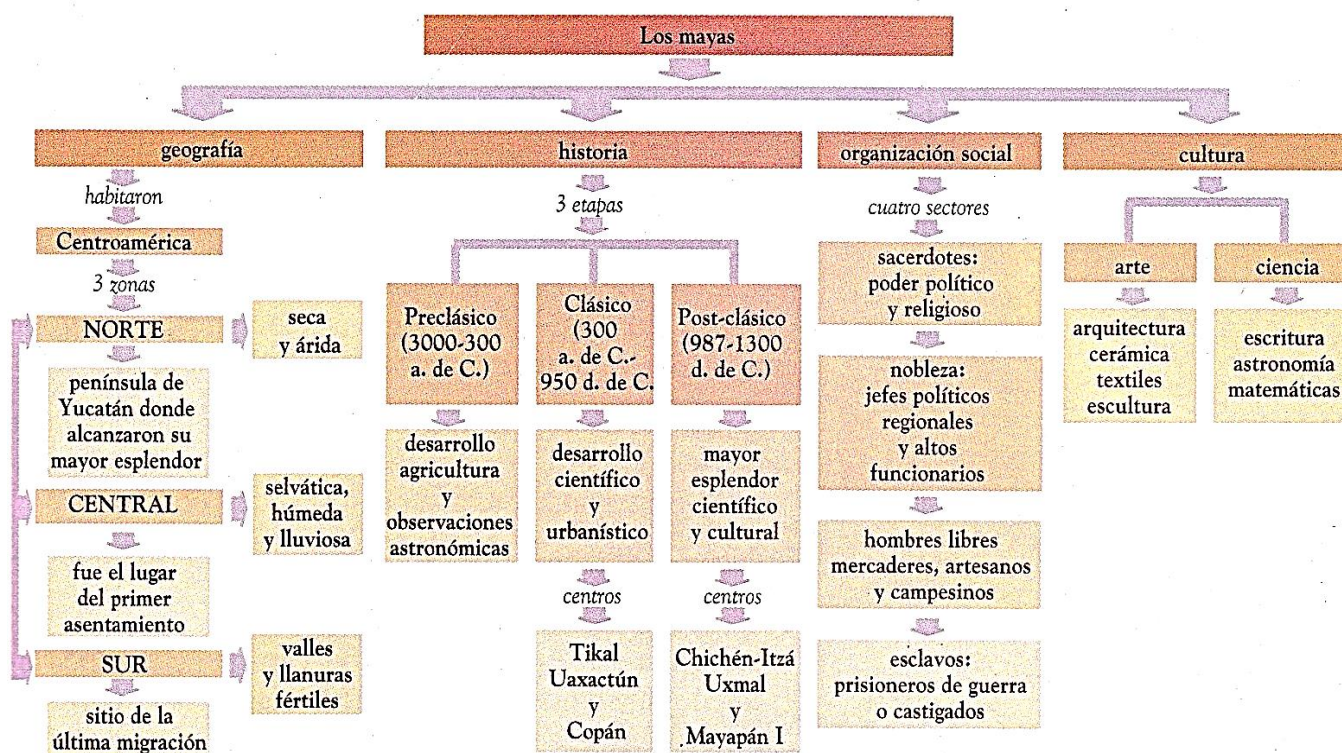 Los mayas
geografía
habitaron
Centroamérica
3 zonas
NORTE
seca
y árida
península de
Yucatán donde
alcanzaron su
mayor esplendor
CENTRAL
selvática,
húmeda
y lluviosa
fue el lugar
del primer
asentamiento
SUR
valles
y llanuras
fértiles
sitio de la
última migración
historia
3 etapas
Preclásico
(3000-300
a. de C.)
desarrollo
agricultura
y
observaciones
astronómicas
Clásico
(300
a. de C.-
950 d. de C.
desarrollo
científico
y
urbanístico
centros
Tikal
Uaxactún
y
Copán
Post-clásico
(987-1300
d. de C.)
mayor
esplendor
científico
y cultural
centros
Chichén-Itzá
Uxmal
y
Mayapán I
organización social
cuatro sectores
sacerdotes:
poder político
y religioso
nobleza:
jefes políticos
regionales
y altos
funcionarios
hombres libres
mercaderes, artesanos
y campesinos
esclavos:
prisioneros de guerra
o castigados
cultura
arte
arquitectura
cerámica
textiles
escultura
ciencia
escritura
astronomía
matemáticas